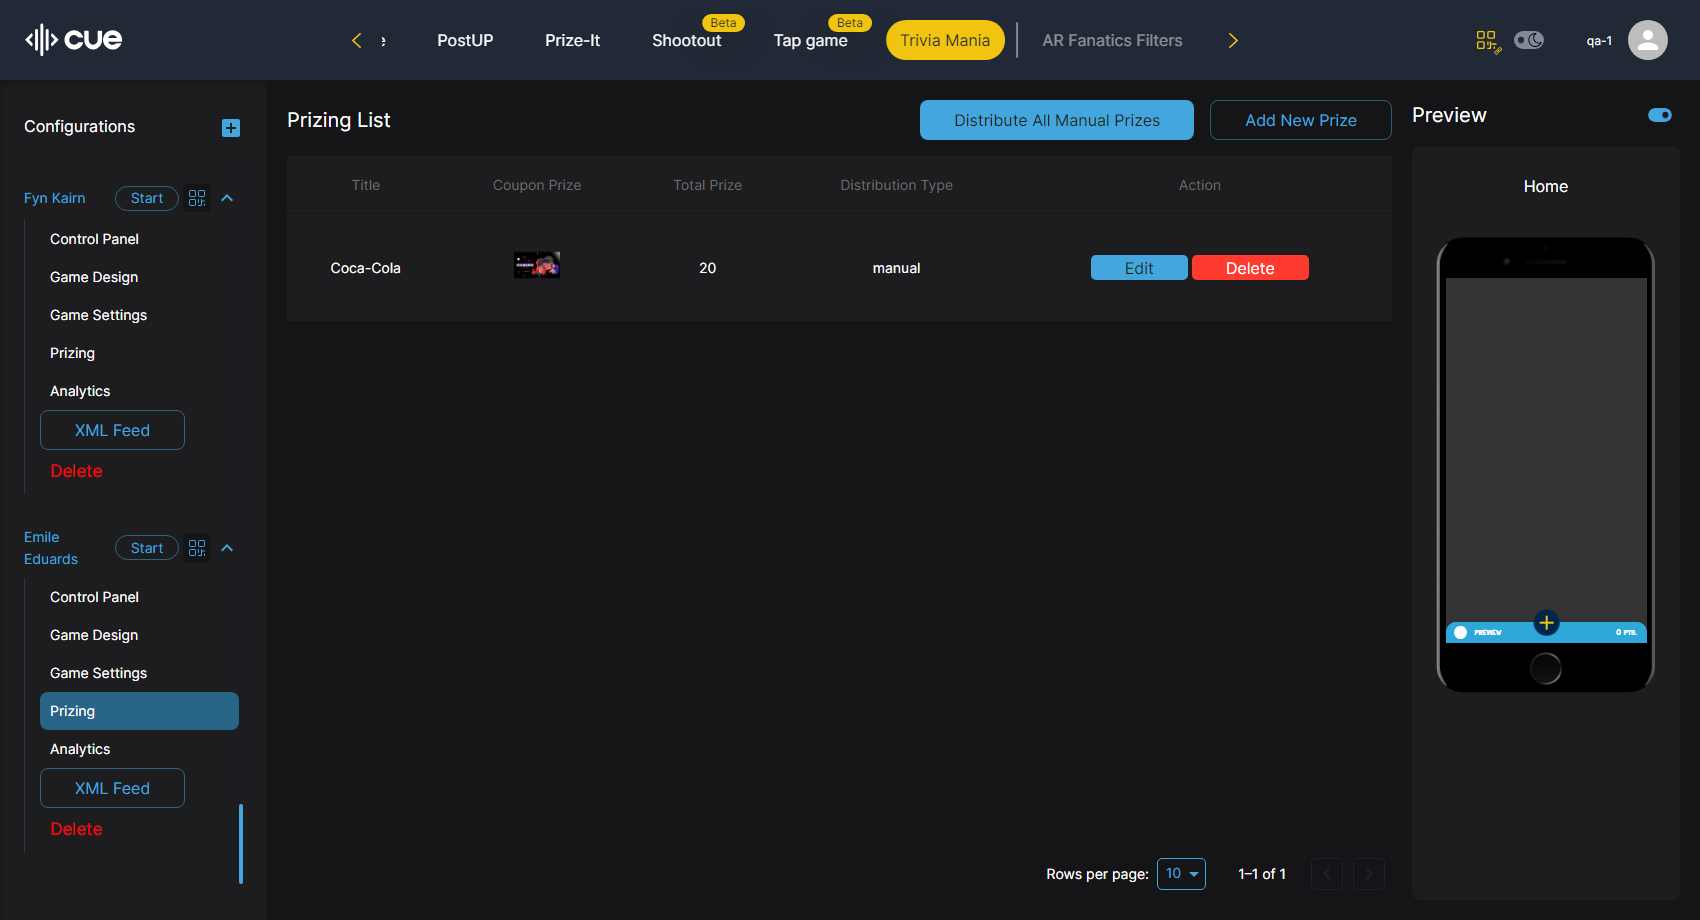 cue
PostUP
Prize-It
Shootout
Beta
Tap game
Beta
Trivia Mania
AR Fanatics Filters
qa-1
Configurations
Fyn Kairn
Start
Control Panel
Game Design
Game Settings
Prizing
Analytics
XML Feed
Delete
Emile
Eduards
Start
Control Panel
Game Design
Game Settings
Prizing
Analytics
XML Feed
Delete
Prizing List
Distribute All Manual Prizes
Add New Prize
Title Coupon Prize Total Prize Distribution Type Action
Coca-Cola 20 manual Edit Delete
Rows per page: 10 1–1 of 1
Preview
Home
PREVIEW 0 PTS.